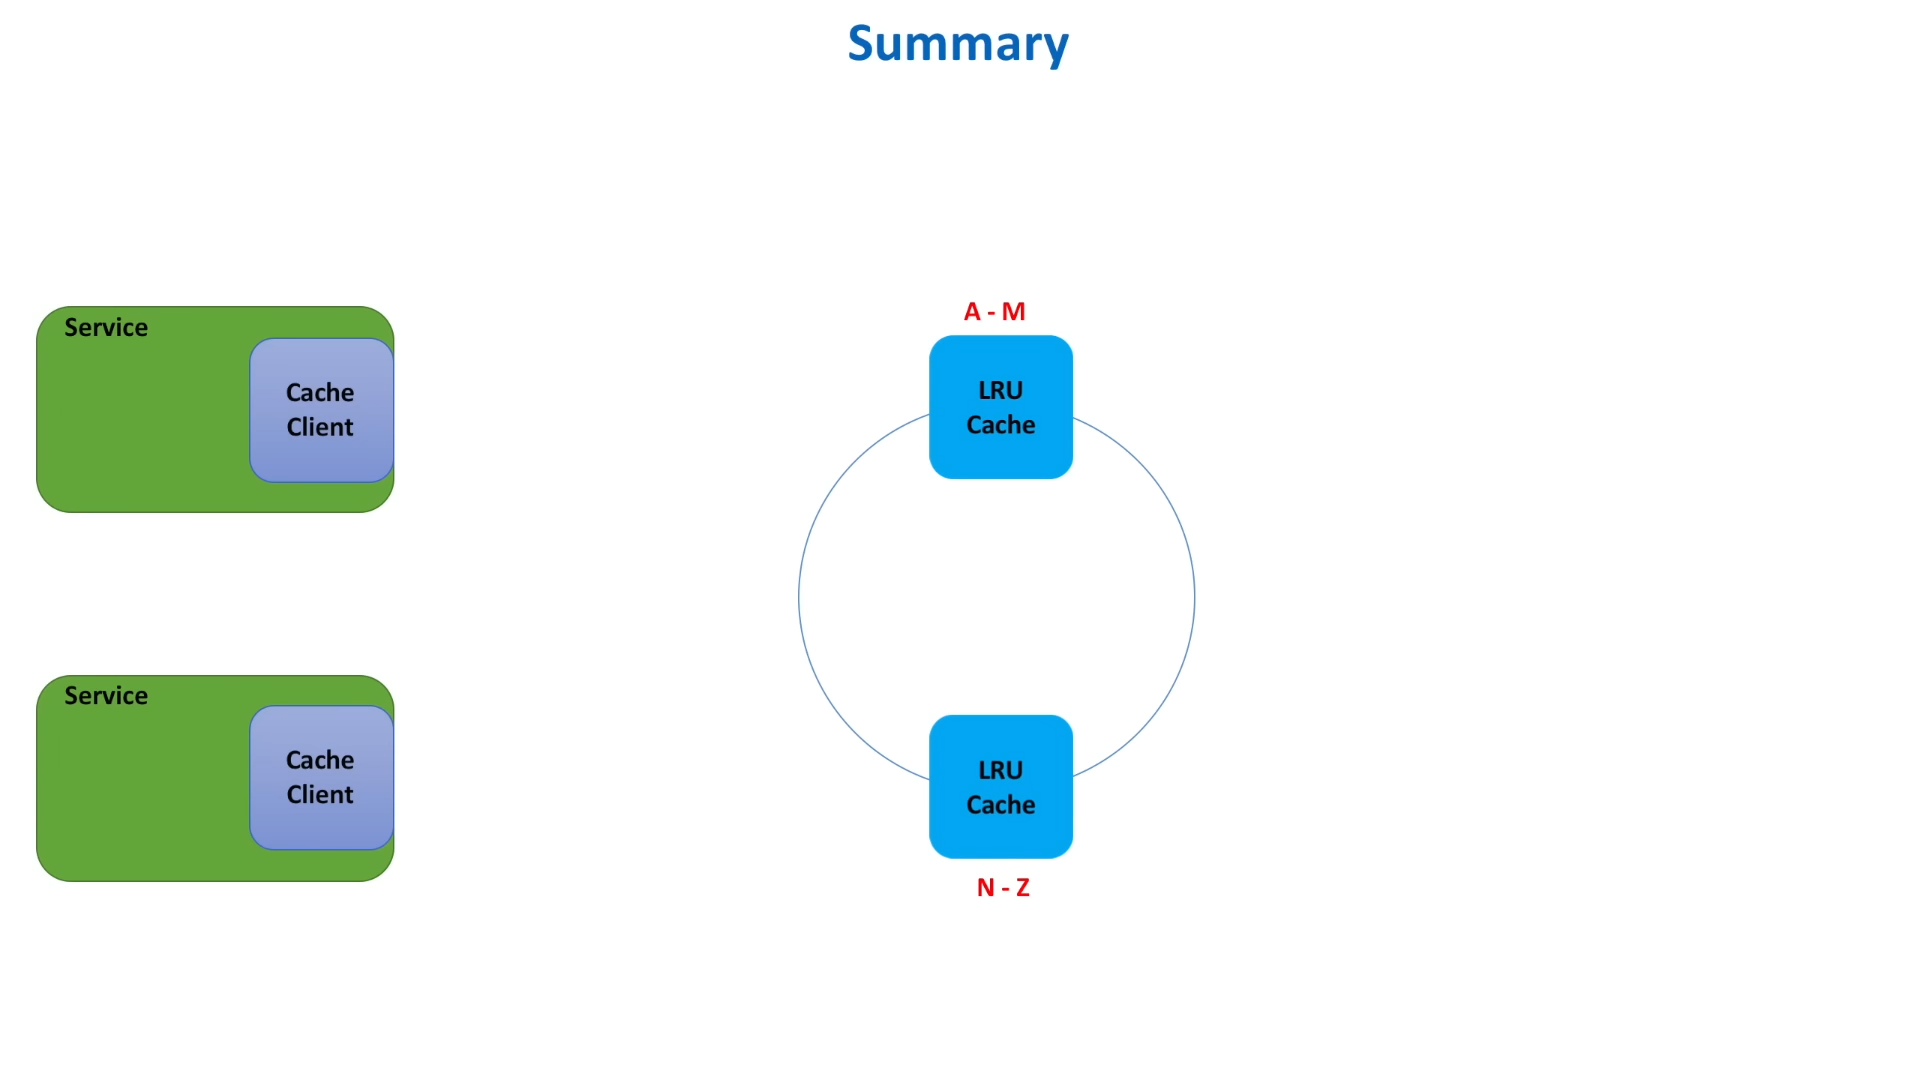 Summary
Service
Cache
Client
Service
Cache
Client
A - M
LRU
Cache
LRU
Cache
N - Z